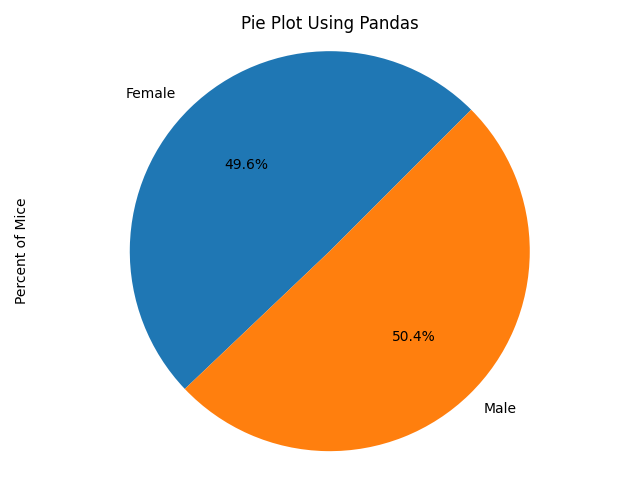 Pie Plot Using Pandas
Female
49.6%
Percent of Mice
50.4%
Male